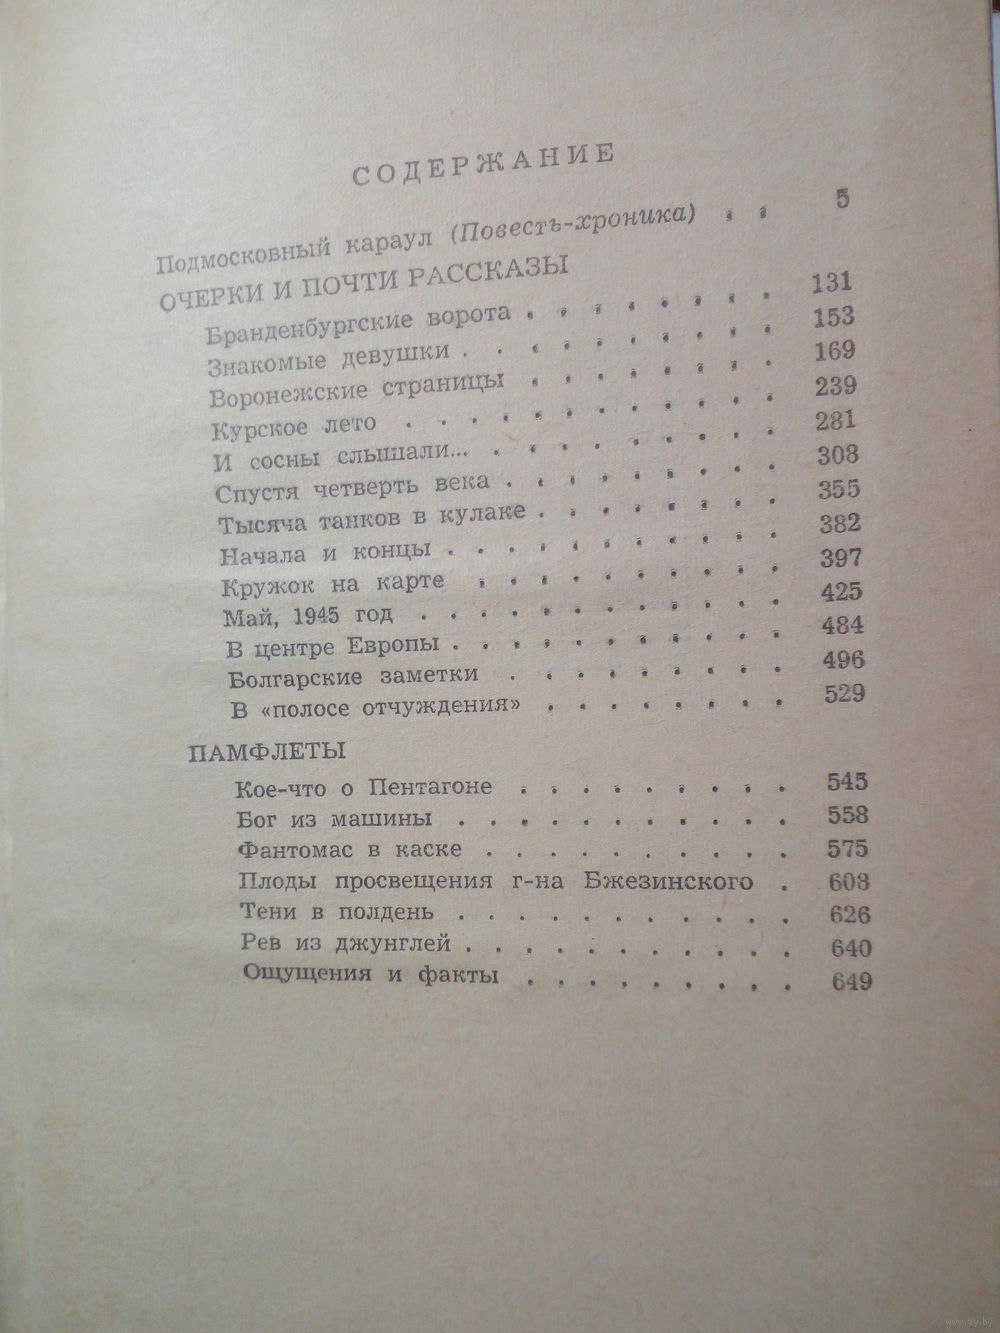 СОДЕРЖАНИЕ
Подмосковный караул (Повесть-хроника) . . 5
ОЧЕРКИ И ПОЧТИ РАССКАЗЫ
Бранденбургские ворота . . . . . . . . 131
Знакомые девушки . . . . . . . . . . 153
Воронежские страницы . . . . . . . . 169
Курское лето . . . . . . . . . . . . 239
И сосны слышали... . . . . . . . . . 281
Спустя четверть века . . . . . . . . . 308
Тысяча танков в кулаке . . . . . . . . 355
Начала и концы . . . . . . . . . . . 382
Кружок на карте . . . . . . . . . . 397
Май, 1945 год . . . . . . . . . . . . 425
В центре Европы . . . . . . . . . . . 484
Болгарские заметки . . . . . . . . . 496
В «полосе отчуждения» . . . . . . . . 529
ПАМФЛЕТЫ
Кое-что о Пентагоне . . . . . . . . . 545
Бог из машины . . . . . . . . . . . 558
Фантомас в каске . . . . . . . . . . 575
Плоды просвещения г-на Бжезинского . 603
Тени в полдень . . . . . . . . . . . 626
Рев из джунглей . . . . . . . . . . . 640
Ощущения и факты . . . . . . . . . 649
www.ay.by